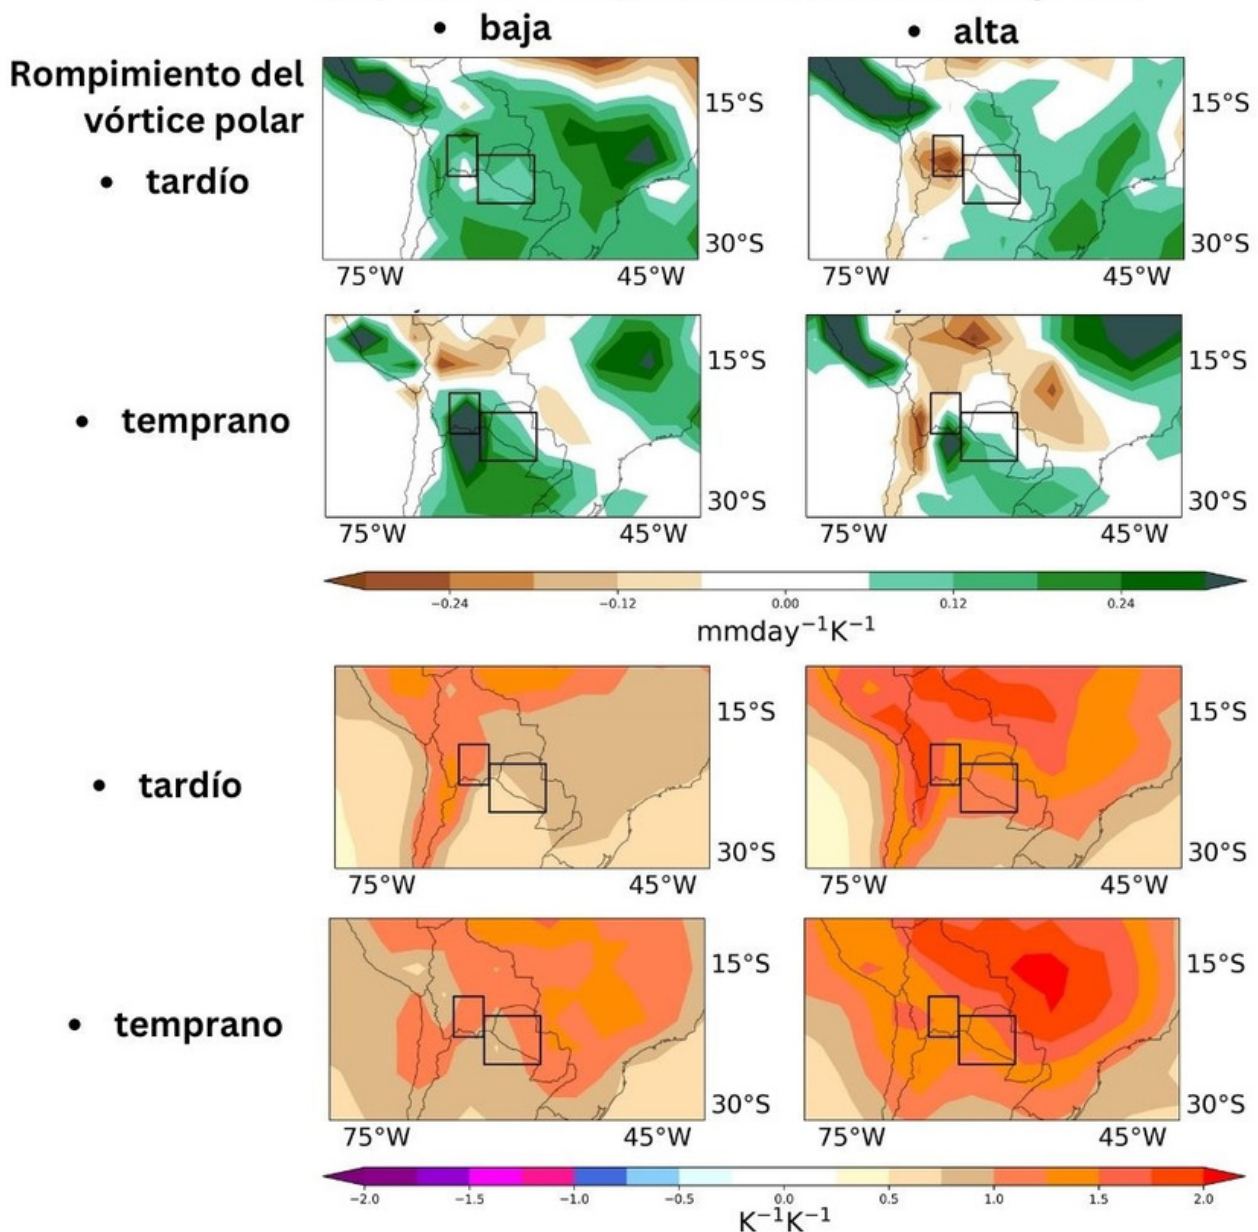 • baja • alta
Rompimiento del
vórtice polar
• tardío
15°S 15°S
30°S 30°S
75°W 45°W 75°W 45°W
• temprano
15°S 15°S
30°S 30°S
75°W 45°W 75°W 45°W
−0.24 −0.12 0.00 0.12 0.24
mmday⁻¹K⁻¹
• tardío
15°S 15°S
30°S 30°S
75°W 45°W 75°W 45°W
• temprano
15°S 15°S
30°S 30°S
75°W 45°W 75°W 45°W
−2.0 −1.5 −1.0 −0.5 0.0 0.5 1.0 1.5 2.0
K⁻¹K⁻¹